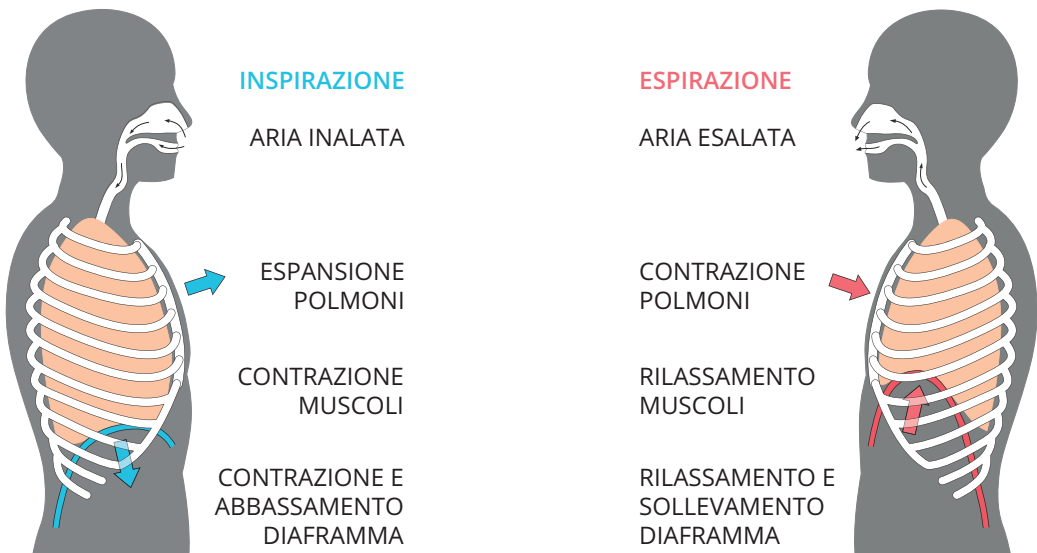 INSPIRAZIONE
ARIA INALATA
ESPANSIONE
POLMONI
CONTRAZIONE
MUSCOLI
CONTRAZIONE E
ABBASSAMENTO
DIAFRAMMA
ESPIRAZIONE
ARIA ESALATA
CONTRAZIONE
POLMONI
RILASSAMENTO
MUSCOLI
RILASSAMENTO E
SOLLEVAMENTO
DIAFRAMMA